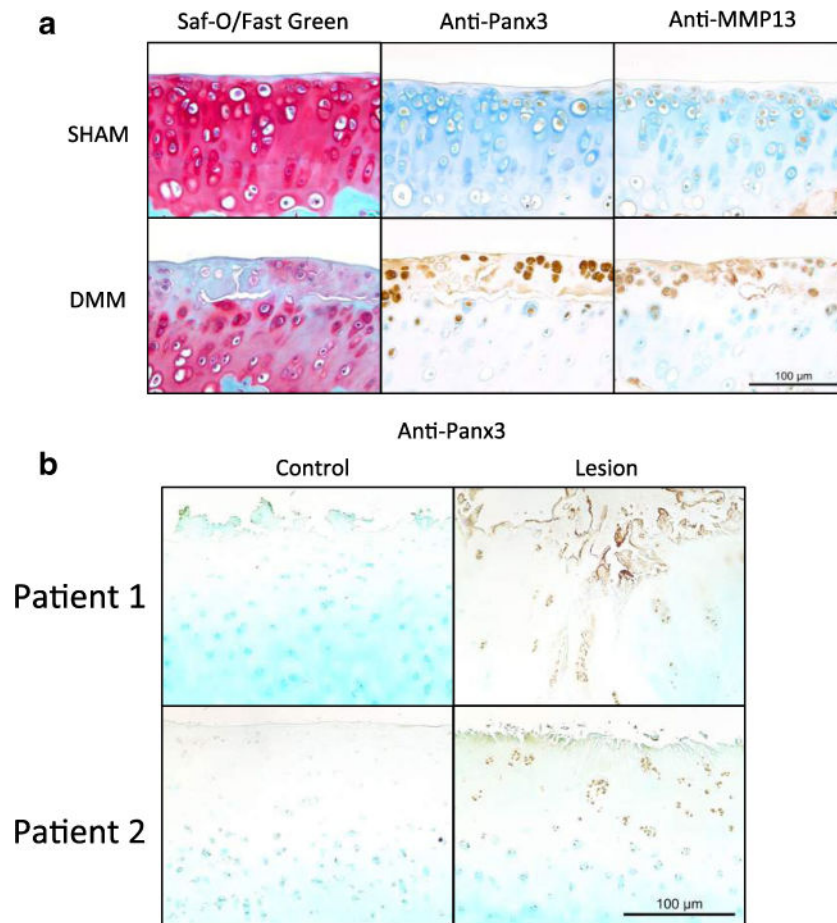 a
Saf-O/Fast Green Anti-Panx3 Anti-MMP13
SHAM
DMM
100 µm
Anti-Panx3
b
Control Lesion
Patient 1
Patient 2
100 µm